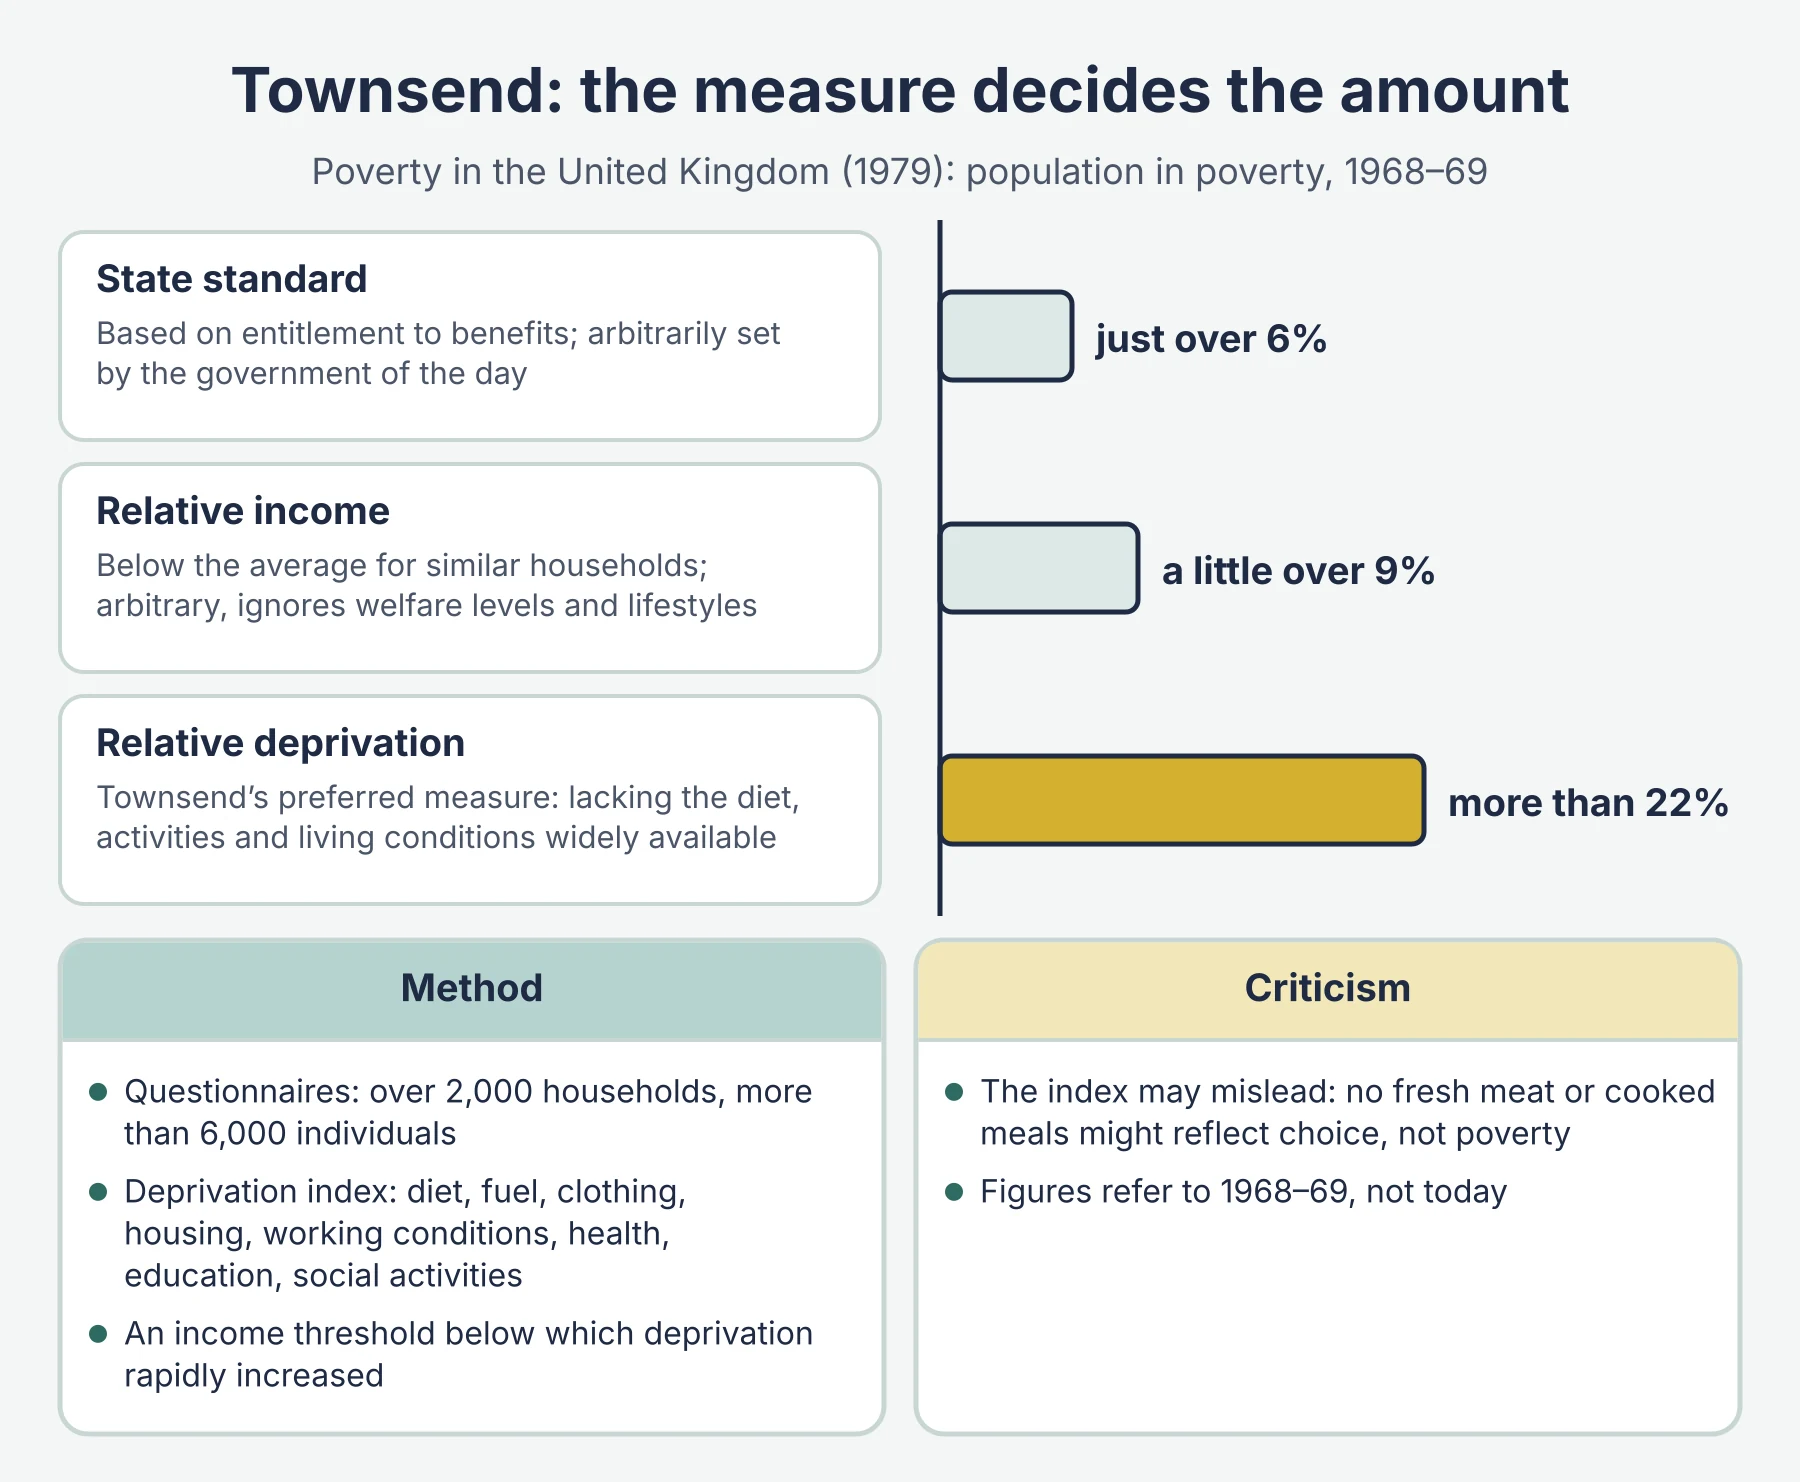 Townsend: the measure decides the amount
Poverty in the United Kingdom (1979): population in poverty, 1968–69
State standard
Based on entitlement to benefits; arbitrarily set
by the government of the day
just over 6%
Relative income
Below the average for similar households;
arbitrary, ignores welfare levels and lifestyles
a little over 9%
Relative deprivation
Townsend’s preferred measure: lacking the diet,
activities and living conditions widely available
more than 22%
Method
Questionnaires: over 2,000 households, more
than 6,000 individuals
Deprivation index: diet, fuel, clothing,
housing, working conditions, health,
education, social activities
An income threshold below which deprivation
rapidly increased
Criticism
The index may mislead: no fresh meat or cooked
meals might reflect choice, not poverty
Figures refer to 1968–69, not today